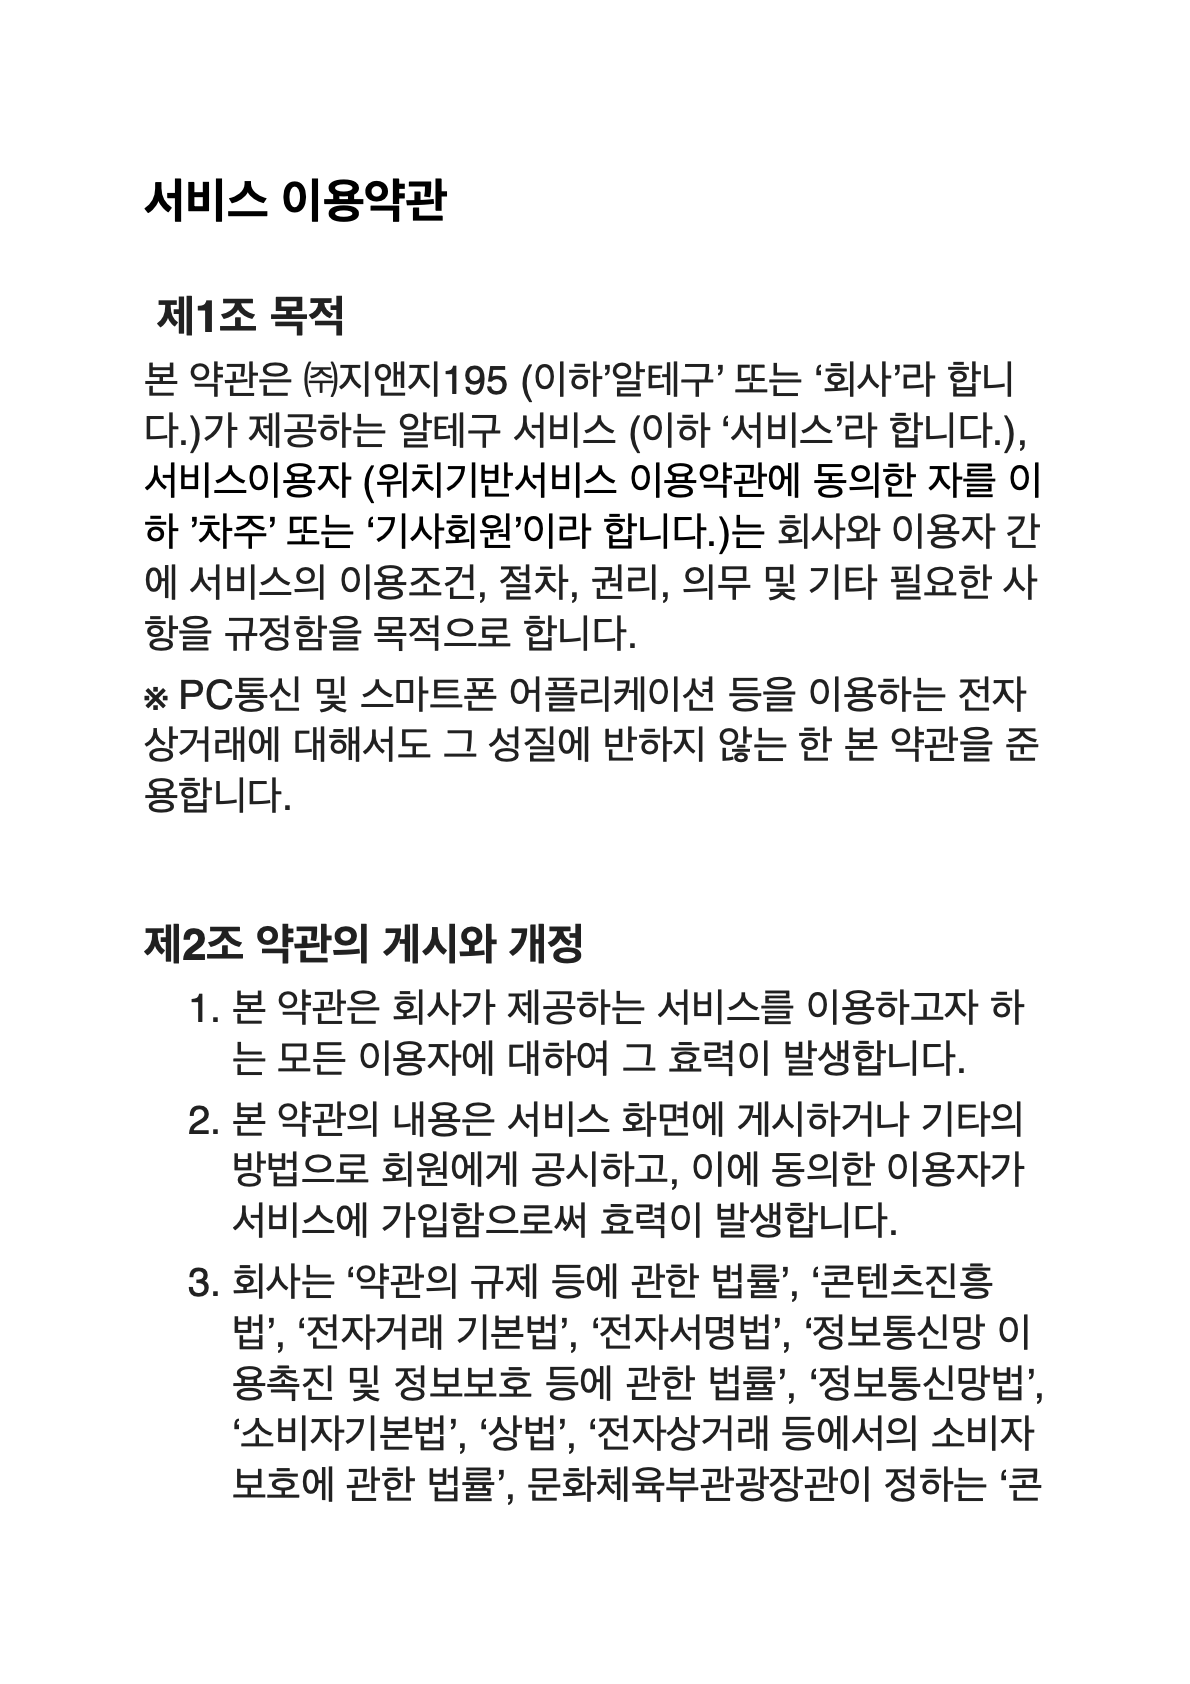 서비스 이용약관
제1조 목적
본 약관은 ㈜지앤지195 (이하’알테구’ 또는 ‘회사’라 합니
다.)가 제공하는 알테구 서비스 (이하 ‘서비스’라 합니다.),
서비스이용자 (위치기반서비스 이용약관에 동의한 자를 이
하 ’차주’ 또는 ‘기사회원’이라 합니다.)는 회사와 이용자 간
에 서비스의 이용조건, 절차, 권리, 의무 및 기타 필요한 사
항을 규정함을 목적으로 합니다.
※ PC통신 및 스마트폰 어플리케이션 등을 이용하는 전자
상거래에 대해서도 그 성질에 반하지 않는 한 본 약관을 준
용합니다.
제2조 약관의 게시와 개정
1. 본 약관은 회사가 제공하는 서비스를 이용하고자 하
는 모든 이용자에 대하여 그 효력이 발생합니다.
2. 본 약관의 내용은 서비스 화면에 게시하거나 기타의
방법으로 회원에게 공시하고, 이에 동의한 이용자가
서비스에 가입함으로써 효력이 발생합니다.
3. 회사는 ‘약관의 규제 등에 관한 법률’, ‘콘텐츠진흥
법’, ‘전자거래 기본법’, ‘전자서명법’, ‘정보통신망 이
용촉진 및 정보보호 등에 관한 법률’, ‘정보통신망법’,
‘소비자기본법’, ‘상법’, ‘전자상거래 등에서의 소비자
보호에 관한 법률’, 문화체육부관광장관이 정하는 ‘콘